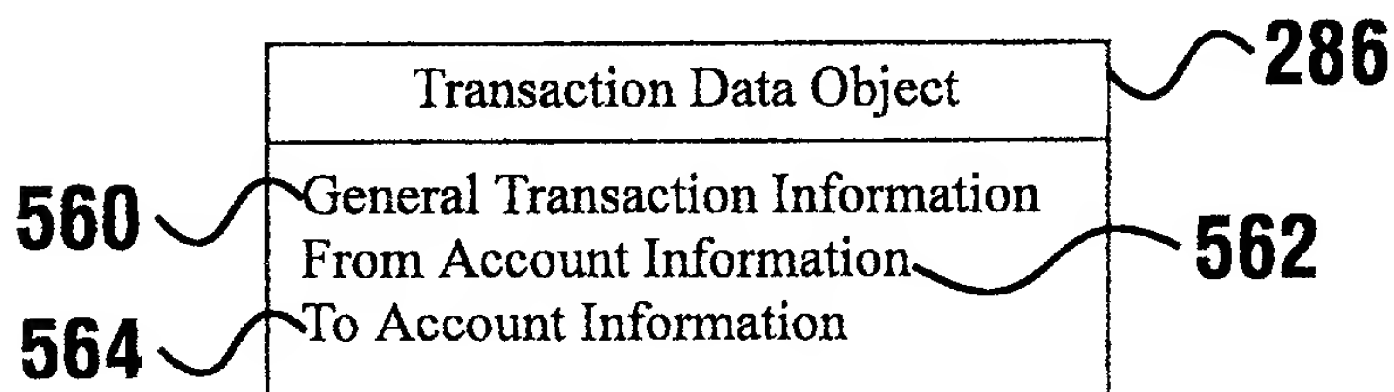 286
Transaction Data Object
560
General Transaction Information
From Account Information
562
To Account Information
564